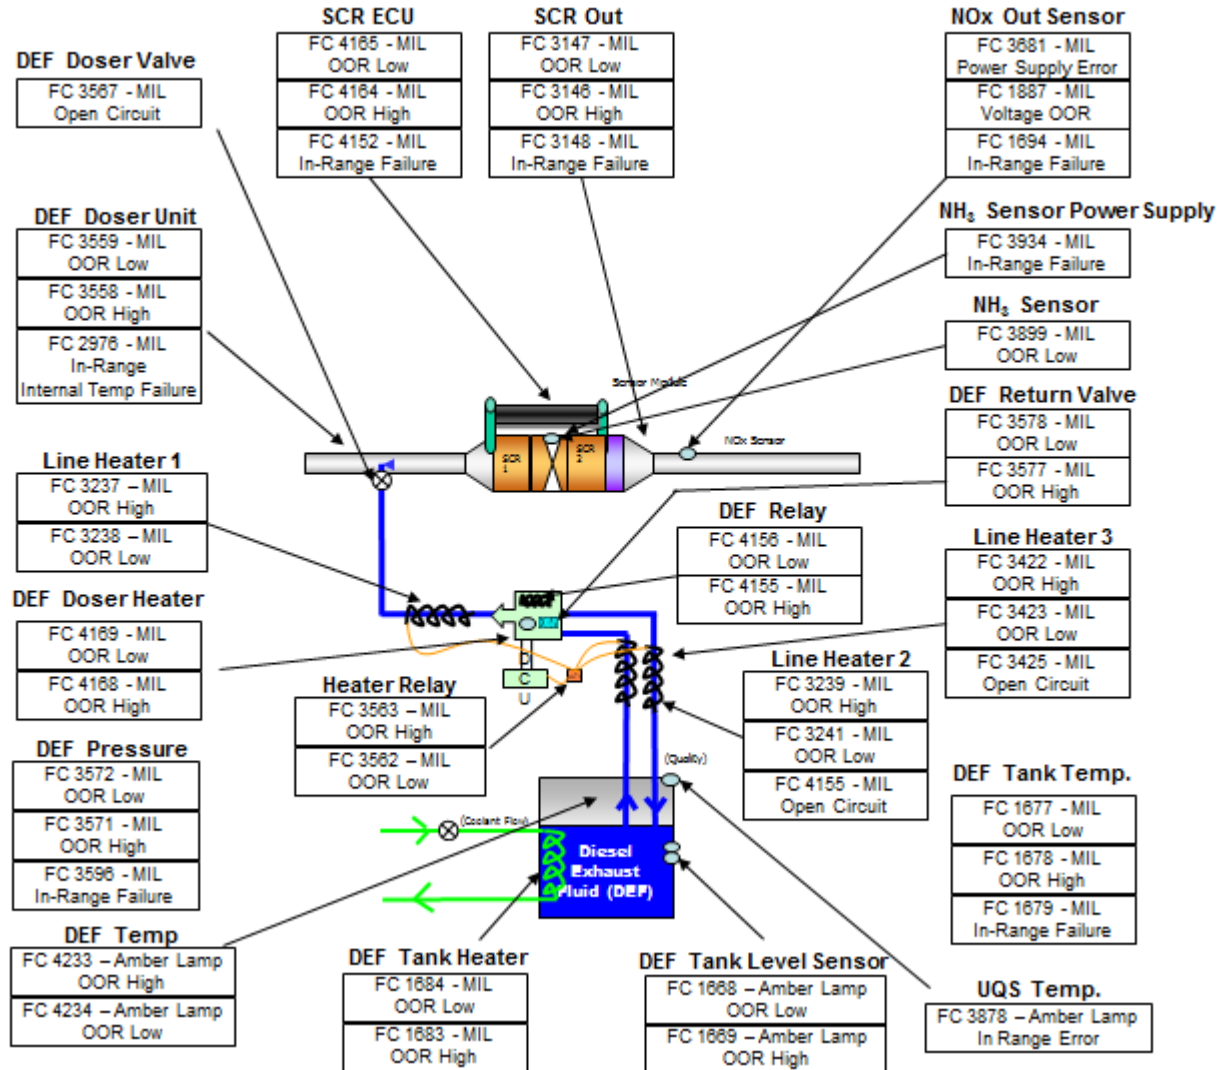 SCR ECU
FC 4165 - MIL
OOR Low
FC 4164 - MIL
OOR High
FC 4152 - MIL
In-Range Failure
SCR Out
FC 3147 - MIL
OOR Low
FC 3146 - MIL
OOR High
FC 3148 - MIL
In-Range Failure
NOx Out Sensor
FC 3681 - MIL
Power Supply Error
FC 1887 - MIL
Voltage OOR
FC 1694 - MIL
In-Range Failure
DEF Doser Valve
FC 3567 - MIL
Open Circuit
DEF Doser Unit
FC 3559 - MIL
OOR Low
FC 3558 - MIL
OOR High
FC 2976 - MIL
In-Range
Internal Temp Failure
NH₃ Sensor Power Supply
FC 3934 - MIL
In-Range Failure
NH₃ Sensor
FC 3899 - MIL
OOR Low
DEF Return Valve
FC 3578 - MIL
OOR Low
FC 3577 - MIL
OOR High
Sensor Module
NOx Sensor
SCR
1
SCR
2
Line Heater 1
FC 3237 – MIL
OOR High
FC 3238 – MIL
OOR Low
DEF Relay
FC 4156 – MIL
OOR Low
FC 4155 - MIL
OOR High
Line Heater 3
FC 3422 - MIL
OOR High
FC 3423 - MIL
OOR Low
FC 3425 - MIL
Open Circuit
DEF Doser Heater
FC 4169 - MIL
OOR Low
FC 4168 - MIL
OOR High
D
C
U
Heater Relay
FC 3563 – MIL
OOR High
FC 3562 – MIL
OOR Low
Line Heater 2
FC 3239 - MIL
OOR High
FC 3241 - MIL
OOR Low
FC 4155 - MIL
Open Circuit
DEF Pressure
FC 3572 - MIL
OOR Low
FC 3571 - MIL
OOR High
FC 3596 - MIL
In-Range Failure
(Quality)
(Coolant Flow)
Diesel
Exhaust
Fluid (DEF)
DEF Tank Temp.
FC 1677 - MIL
OOR Low
FC 1678 - MIL
OOR High
FC 1679 - MIL
In-Range Failure
DEF Temp
FC 4233 – Amber Lamp
OOR High
FC 4234 – Amber Lamp
OOR Low
DEF Tank Heater
FC 1684 - MIL
OOR Low
FC 1683 - MIL
OOR High
DEF Tank Level Sensor
FC 1668 – Amber Lamp
OOR Low
FC 1669 – Amber Lamp
OOR High
UQS Temp.
FC 3878 – Amber Lamp
In Range Error